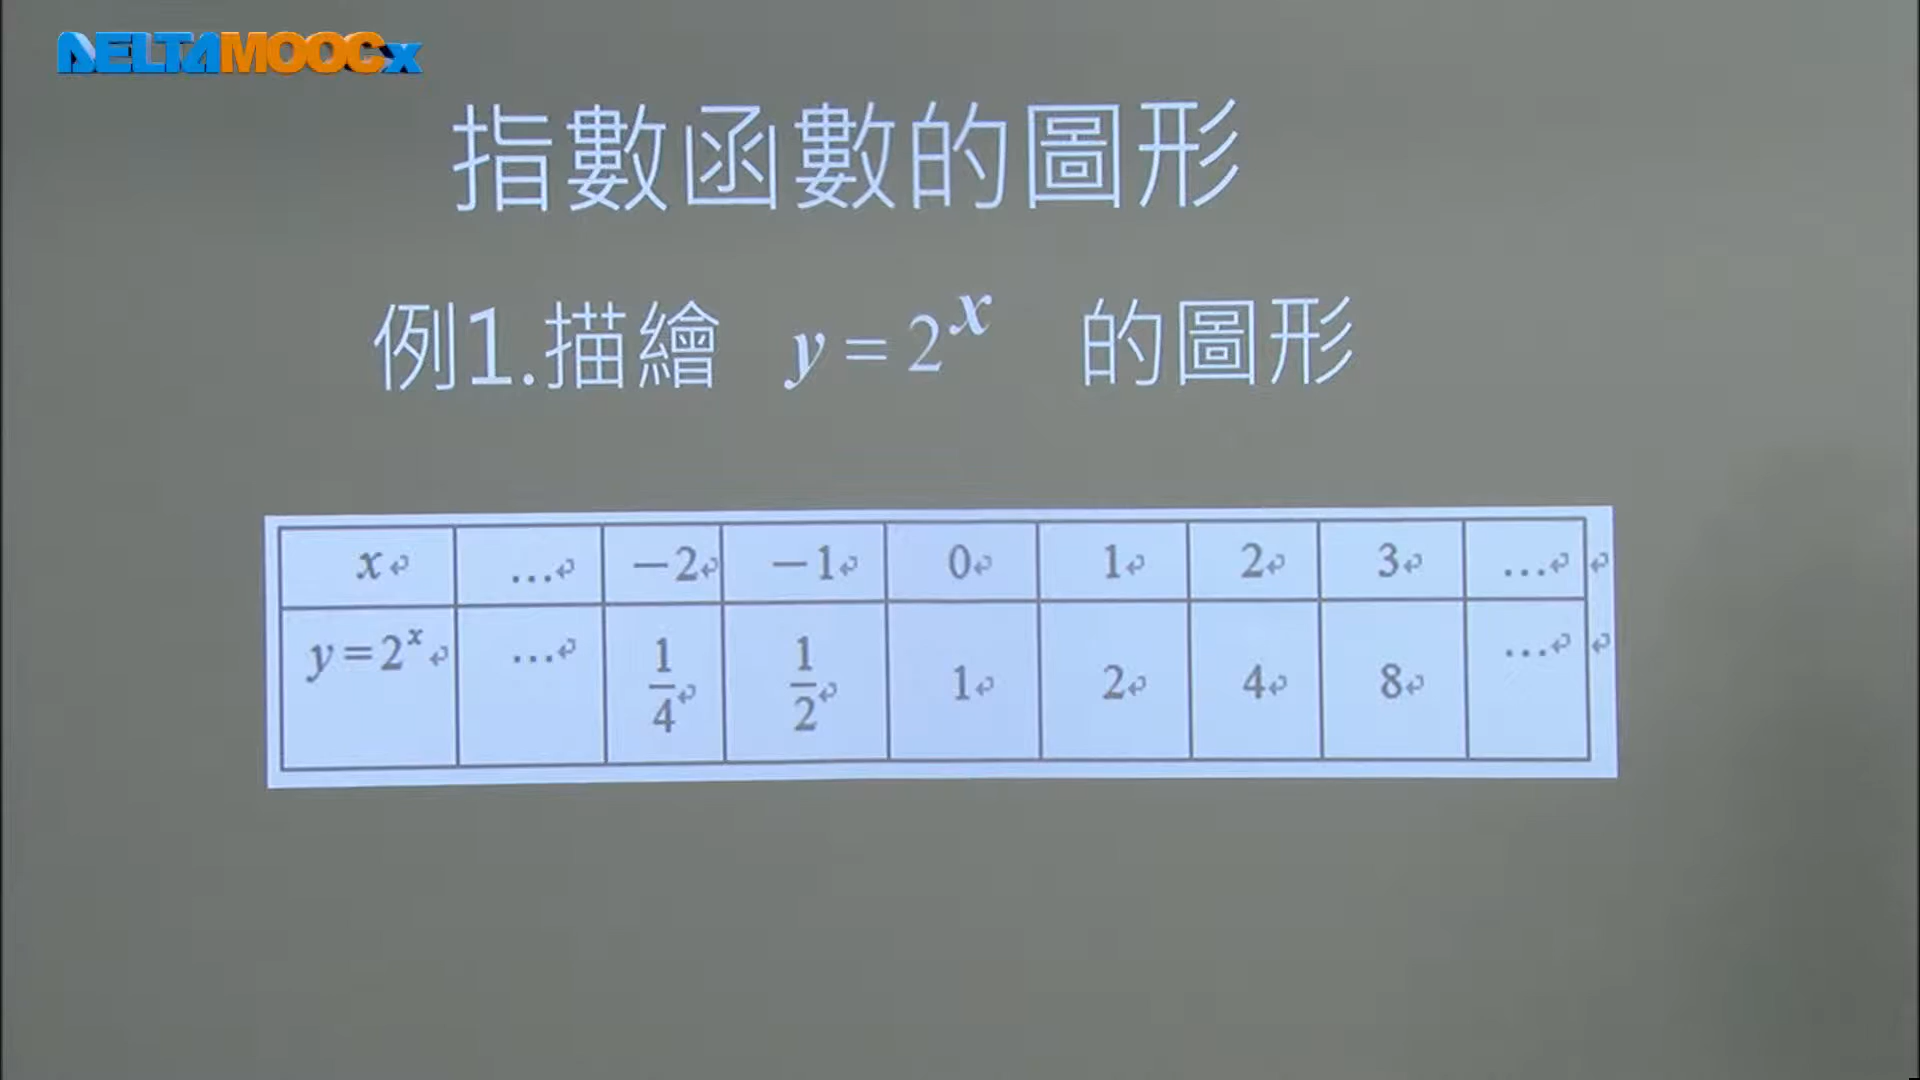 DELTAMOOCx
指數函數的圖形
例1.描繪 y=2^x 的圖形
x↵ …↵ −2↵ −1↵ 0↵ 1↵ 2↵ 3↵ …↵ ↵
y=2^x↵ …↵ 1/4↵ 1/2↵ 1↵ 2↵ 4↵ 8↵ …↵ ↵